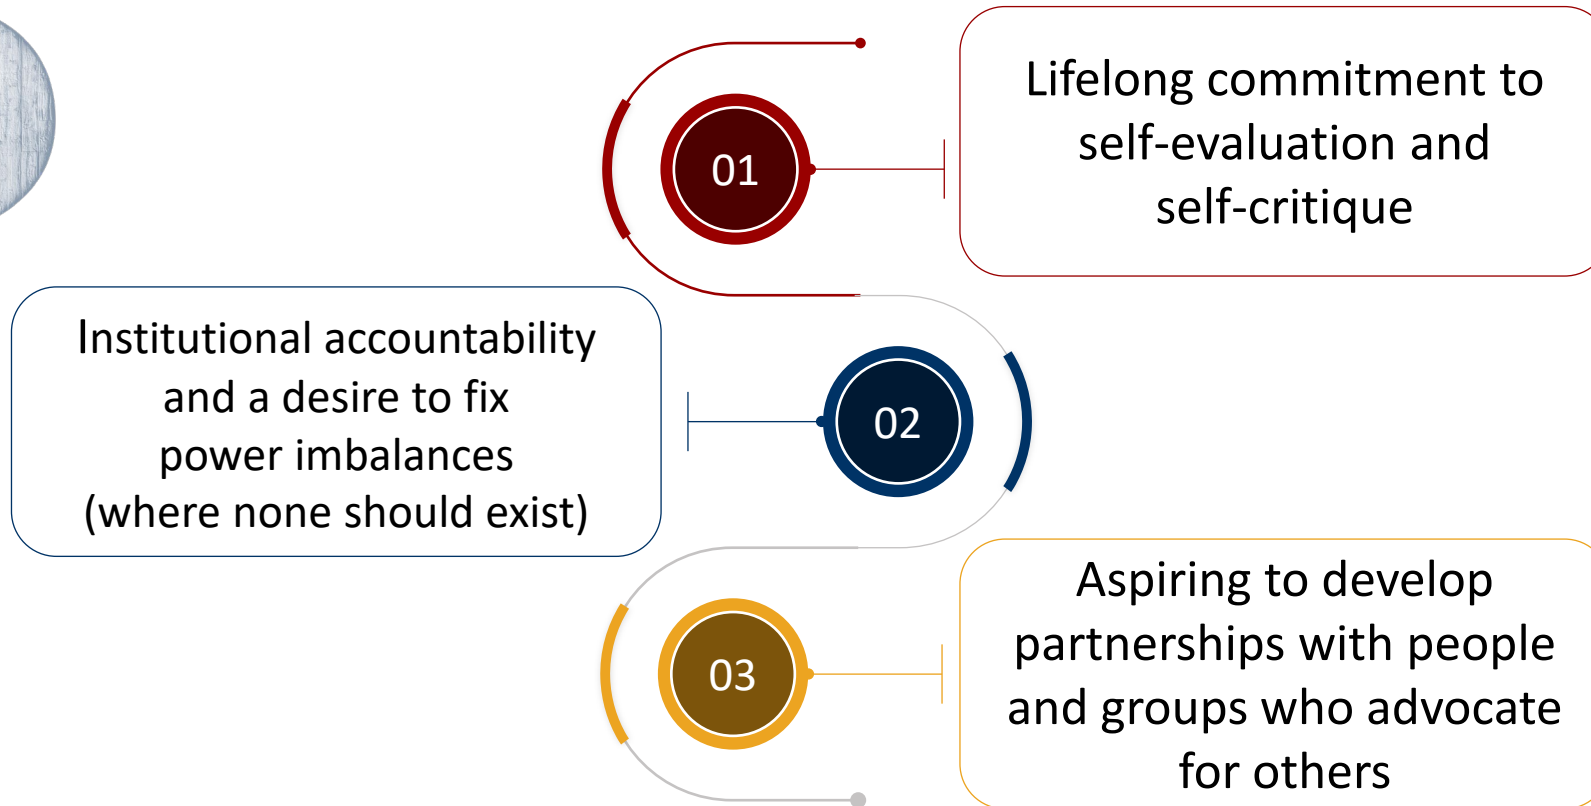 01
Lifelong commitment to
self-evaluation and
self-critique
Institutional accountability
and a desire to fix
power imbalances
(where none should exist)
02
03
Aspiring to develop
partnerships with people
and groups who advocate
for others